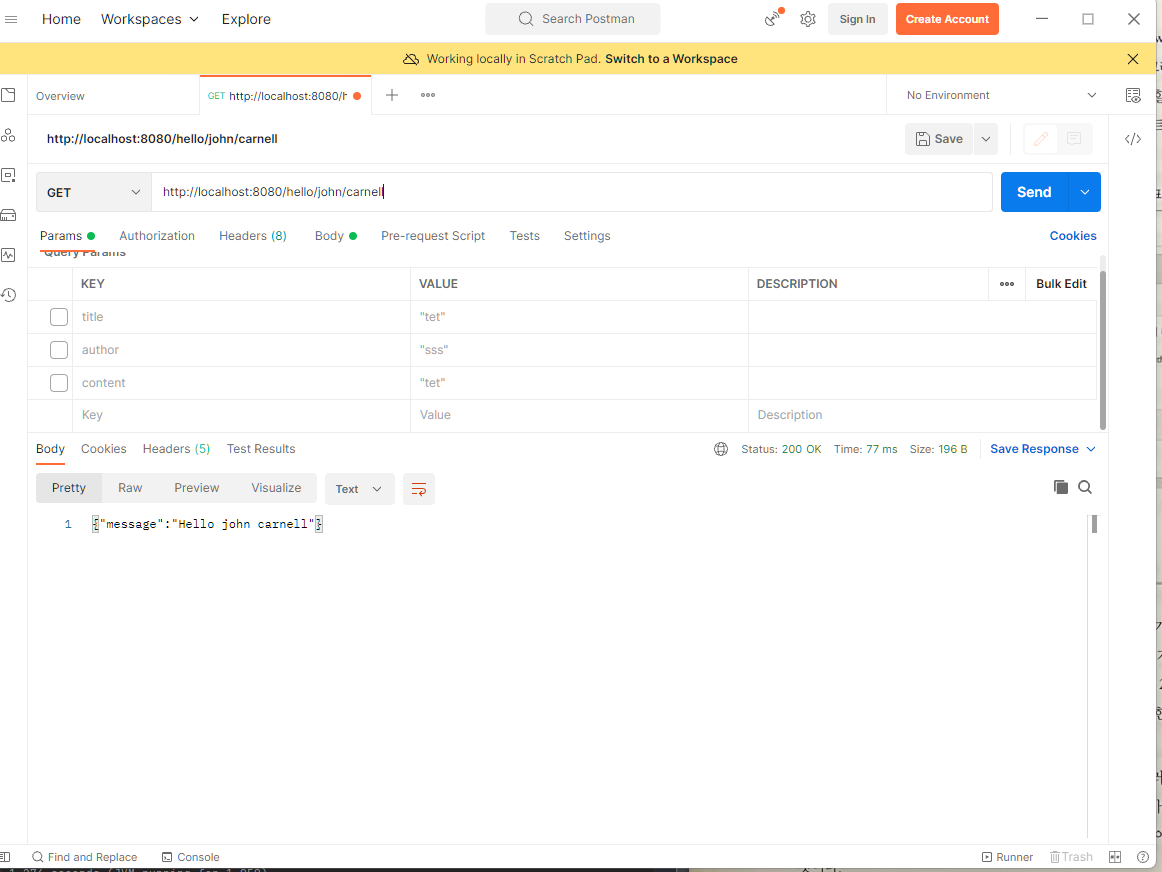 Home Workspaces Explore Search Postman Sign In Create Account
Working locally in Scratch Pad. Switch to a Workspace
Overview GET http://localhost:8080/h No Environment
http://localhost:8080/hello/john/carnell Save
GET http://localhost:8080/hello/john/carnell Send
Params Authorization Headers (8) Body Pre-request Script Tests Settings Cookies
Query Params
KEY VALUE DESCRIPTION Bulk Edit
title "tet"
author "sss"
content "tet"
Key Value Description
Body Cookies Headers (5) Test Results Status: 200 OK Time: 77 ms Size: 196 B Save Response
Pretty Raw Preview Visualize Text
1 {"message":"Hello john carnell"}
Find and Replace Console Runner Trash